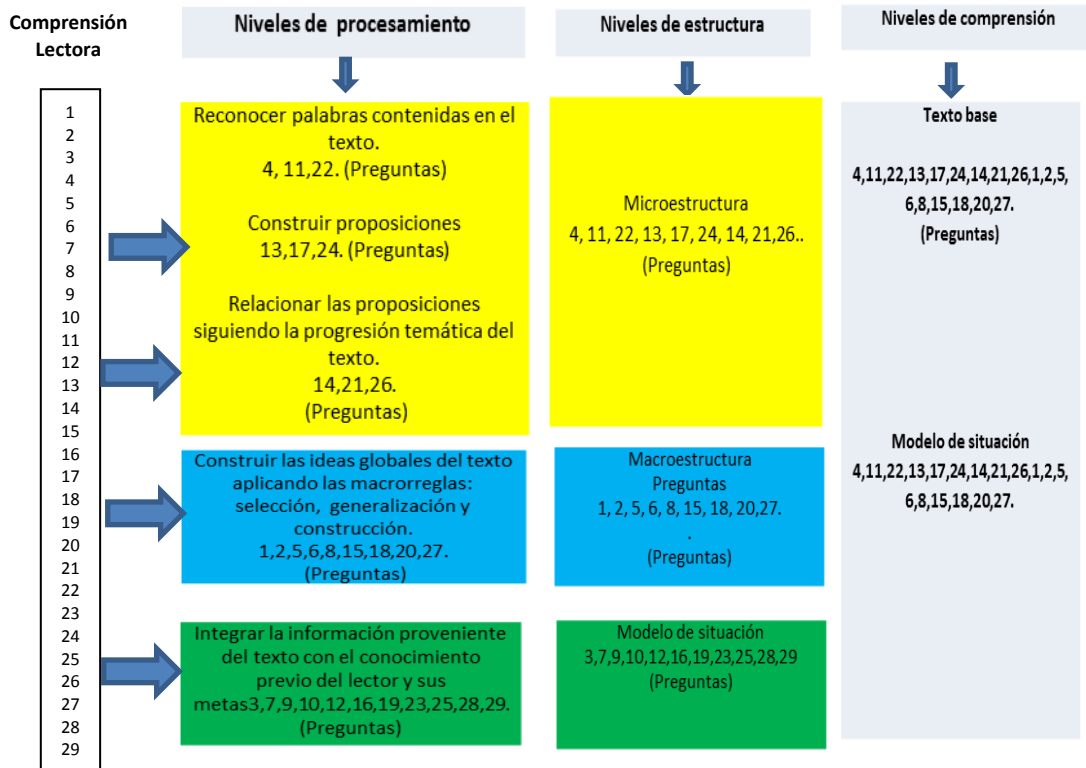 Comprensión
Lectora
1
2
3
4
5
6
7
8
9
10
11
12
13
14
15
16
17
18
19
20
21
22
23
24
25
26
27
28
29
Niveles de procesamiento
Reconocer palabras contenidas en el
texto.
4, 11,22. (Preguntas)
Construir proposiciones
13,17,24. (Preguntas)
Relacionar las proposiciones
siguiendo la progresión temática del
texto.
14,21,26.
(Preguntas)
Construir las ideas globales del texto
aplicando las macrorreglas:
selección, generalización y
construcción.
1,2,5,6,8,15,18,20,27.
(Preguntas)
Integrar la información proveniente
del texto con el conocimiento
previo del lector y sus
metas3,7,9,10,12,16,19,23,25,28,29.
(Preguntas)
Niveles de estructura
Microestructura
4, 11, 22, 13, 17, 24, 14, 21,26..
(Preguntas)
Macroestructura
Preguntas
1, 2, 5, 6, 8, 15, 18, 20,27.
.
(Preguntas)
Modelo de situación
3,7,9,10,12,16,19,23,25,28,29
(Preguntas)
Niveles de comprensión
Texto base
4,11,22,13,17,24,14,21,26,1,2,5,
6,8,15,18,20,27.
(Preguntas)
Modelo de situación
4,11,22,13,17,24,14,21,26,1,2,5,
6,8,15,18,20,27.